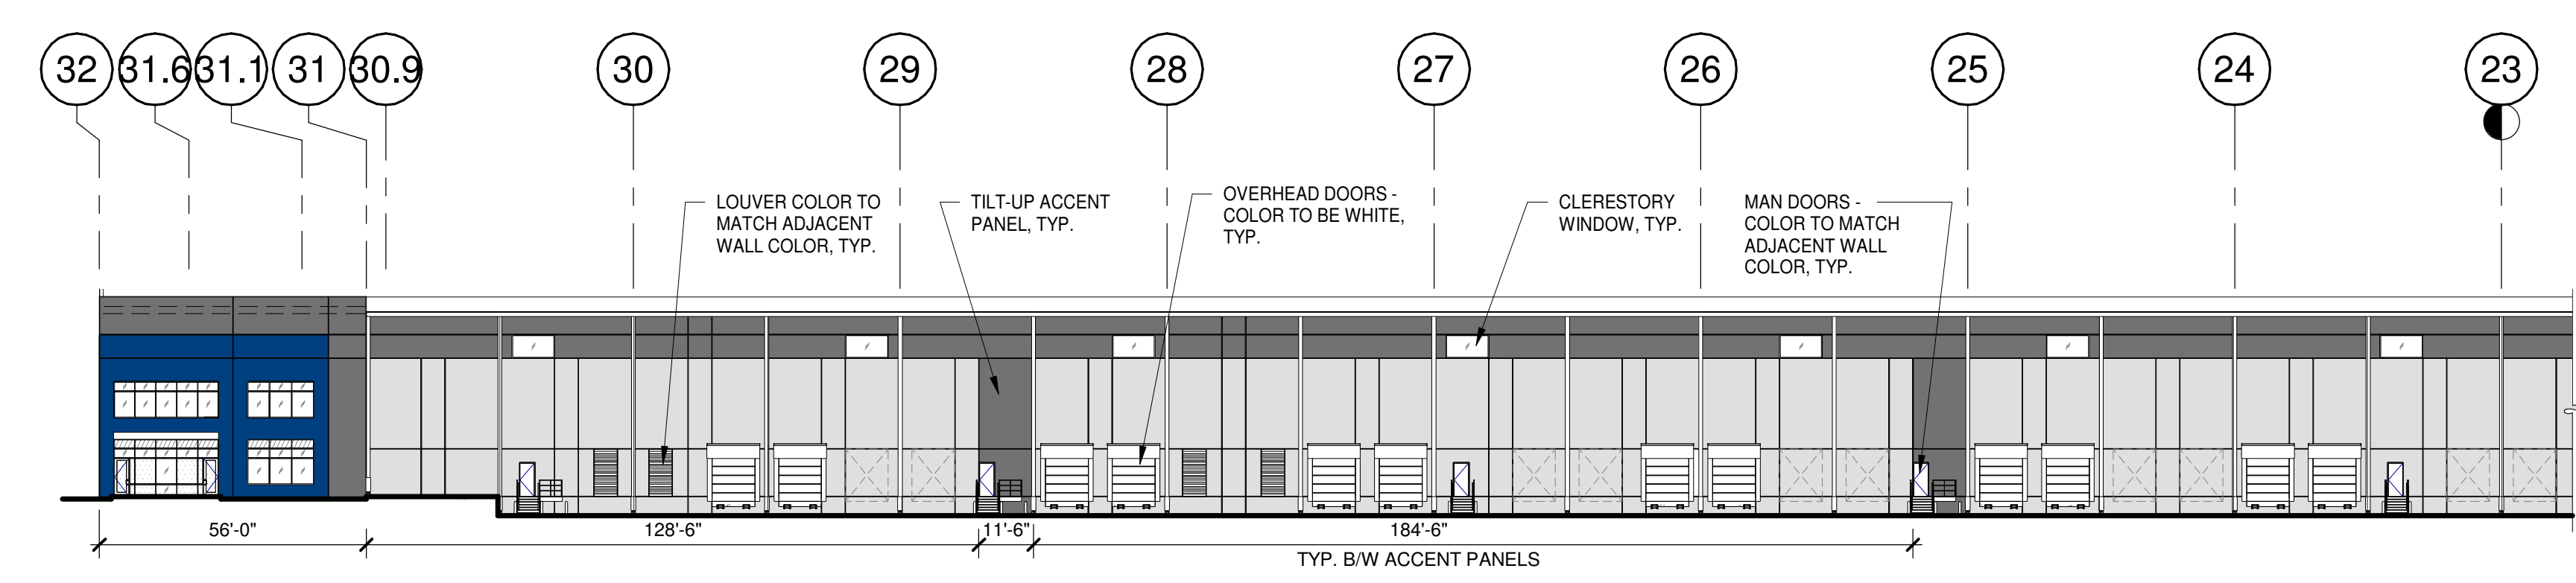 32 31.6 31.1 31 30.9 30 29 28 27 26 25 24 23
LOUVER COLOR TO
MATCH ADJACENT
WALL COLOR, TYP.
TILT-UP ACCENT
PANEL, TYP.
OVERHEAD DOORS -
COLOR TO BE WHITE,
TYP.
CLERESTORY
WINDOW, TYP.
MAN DOORS -
COLOR TO MATCH
ADJACENT WALL
COLOR, TYP.
56'-0" 128'-6" 11'-6" 184'-6"
TYP. B/W ACCENT PANELS